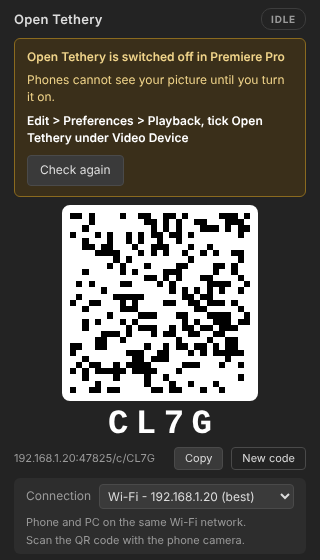 Open Tethery
IDLE
Open Tethery is switched off in Premiere Pro
Phones cannot see your picture until you turn
it on.
Edit > Preferences > Playback, tick Open
Tethery under Video Device
Check again
CL7G
192.168.1.20:47825/c/CL7G
Copy
New code
Connection
Wi-Fi - 192.168.1.20 (best)
Phone and PC on the same Wi-Fi network.
Scan the QR code with the phone camera.